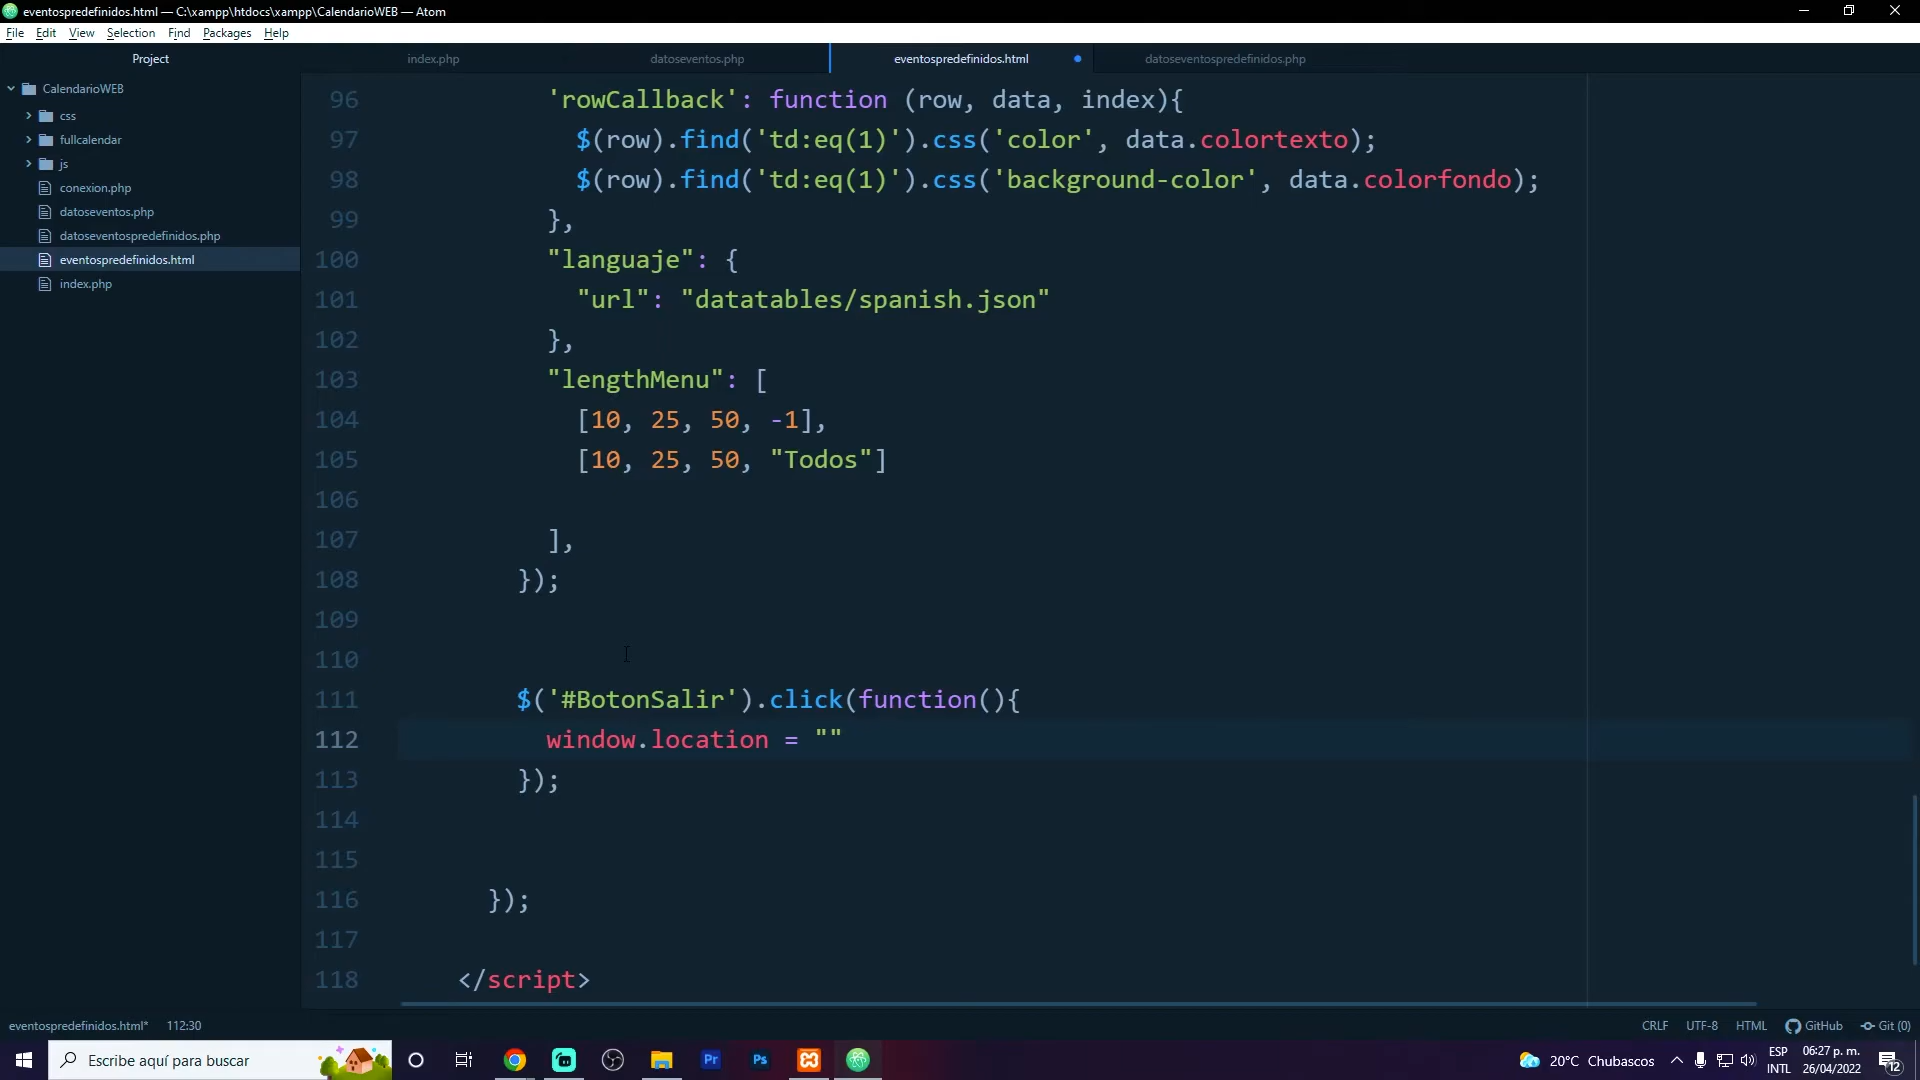 eventospredefinidos.html — C:\xampp\htdocs\xampp\CalendarioWEB — Atom
File Edit View Selection Find Packages Help
Project
index.php
datoseventos.php
eventospredefinidos.html
datoseventospredefinidos.php
CalendarioWEB
css
fullcalendar
js
conexion.php
datoseventos.php
datoseventospredefinidos.php
eventospredefinidos.html
index.php
96 'rowCallback': function (row, data, index){
97 $(row).find('td:eq(1)').css('color', data.colortexto);
98 $(row).find('td:eq(1)').css('background-color', data.colorfondo);
99 },
100 "languaje": {
101 "url": "datatables/spanish.json"
102 },
103 "lengthMenu": [
104 [10, 25, 50, -1],
105 [10, 25, 50, "Todos"]
106
107 ],
108 });
109
110
111 $('#BotonSalir').click(function(){
112 window.location = ""
113 });
114
115
116 });
117
118 </script>
eventospredefinidos.html* 112:30
CRLF UTF-8 HTML GitHub Git (0)
Escribe aquí para buscar
Pr
Ps
20°C Chubascos
ESP
INTL
06:27 p. m.
26/04/2022
12